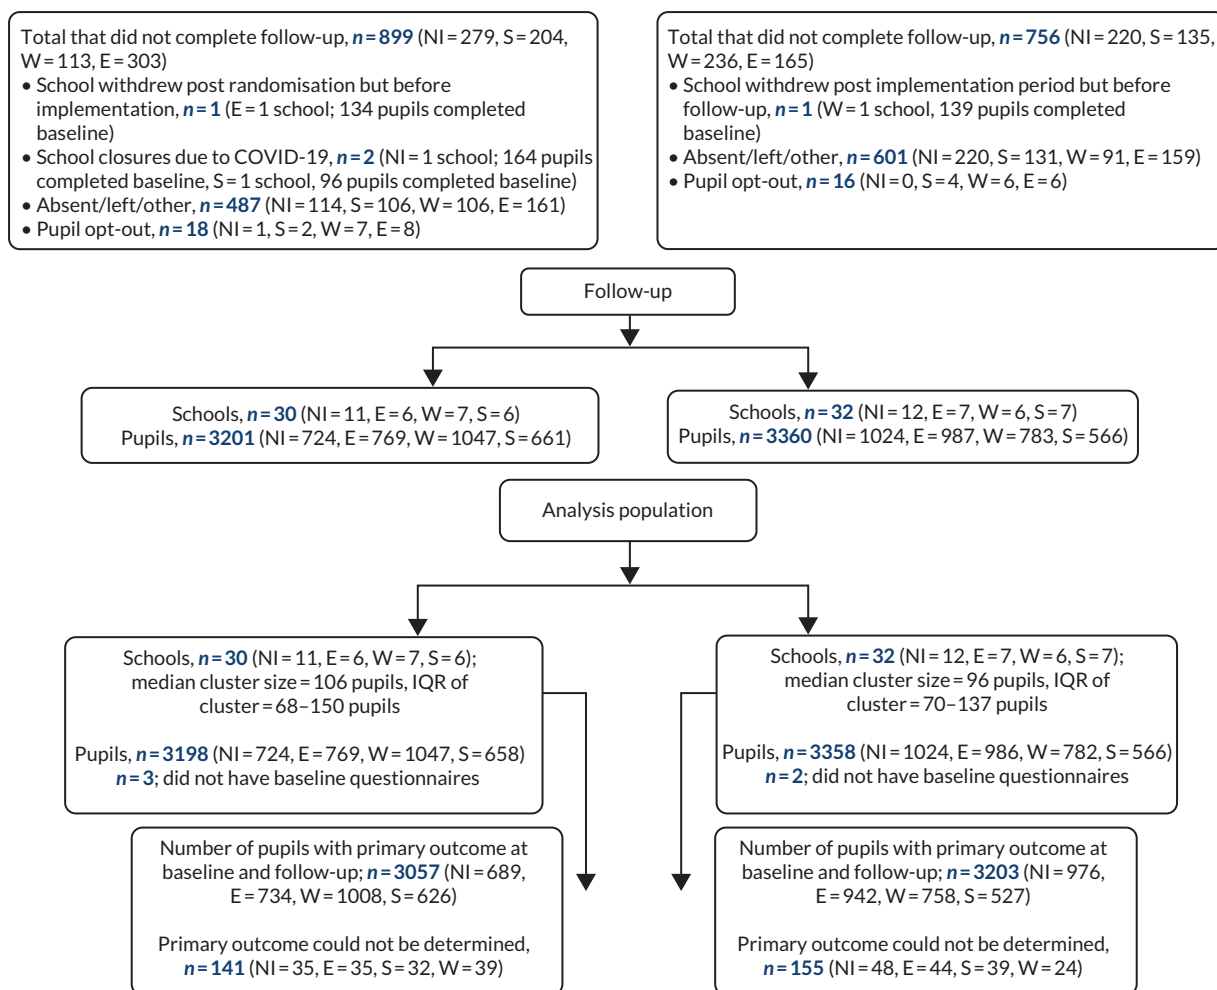 Total that did not complete follow-up, n=899 (NI=279, S=204,
W=113, E=303)
• School withdrew post randomisation but before
implementation, n=1 (E=1 school; 134 pupils completed
baseline)
• School closures due to COVID-19, n=2 (NI=1 school; 164 pupils
completed baseline, S=1 school, 96 pupils completed baseline)
• Absent/left/other, n=487 (NI=114, S=106, W=106, E=161)
• Pupil opt-out, n=18 (NI=1, S=2, W=7, E=8)
Total that did not complete follow-up, n=756 (NI=220, S=135,
W=236, E=165)
• School withdrew post implementation period but before
follow-up, n=1 (W=1 school, 139 pupils completed
baseline)
• Absent/left/other, n=601 (NI=220, S=131, W=91, E=159)
• Pupil opt-out, n=16 (NI=0, S=4, W=6, E=6)
Follow-up
Schools, n=30 (NI=11, E=6, W=7, S=6)
Pupils, n=3201 (NI=724, E=769, W=1047, S=661)
Schools, n=32 (NI=12, E=7, W=6, S=7)
Pupils, n=3360 (NI=1024, E=987, W=783, S=566)
Analysis population
Schools, n=30 (NI=11, E=6, W=7, S=6);
median cluster size=106 pupils, IQR of
cluster=68–150 pupils
Pupils, n=3198 (NI=724, E=769, W=1047, S=658)
n=3; did not have baseline questionnaires
Schools, n=32 (NI=12, E=7, W=6, S=7);
median cluster size=96 pupils, IQR of
cluster=70–137 pupils
Pupils, n=3358 (NI=1024, E=986, W=782, S=566)
n=2; did not have baseline questionnaires
Number of pupils with primary outcome at
baseline and follow-up; n=3057 (NI=689,
E=734, W=1008, S=626)
Primary outcome could not be determined,
n=141 (NI=35, E=35, S=32, W=39)
Number of pupils with primary outcome at
baseline and follow-up; n=3203 (NI=976,
E=942, W=758, S=527)
Primary outcome could not be determined,
n=155 (NI=48, E=44, S=39, W=24)